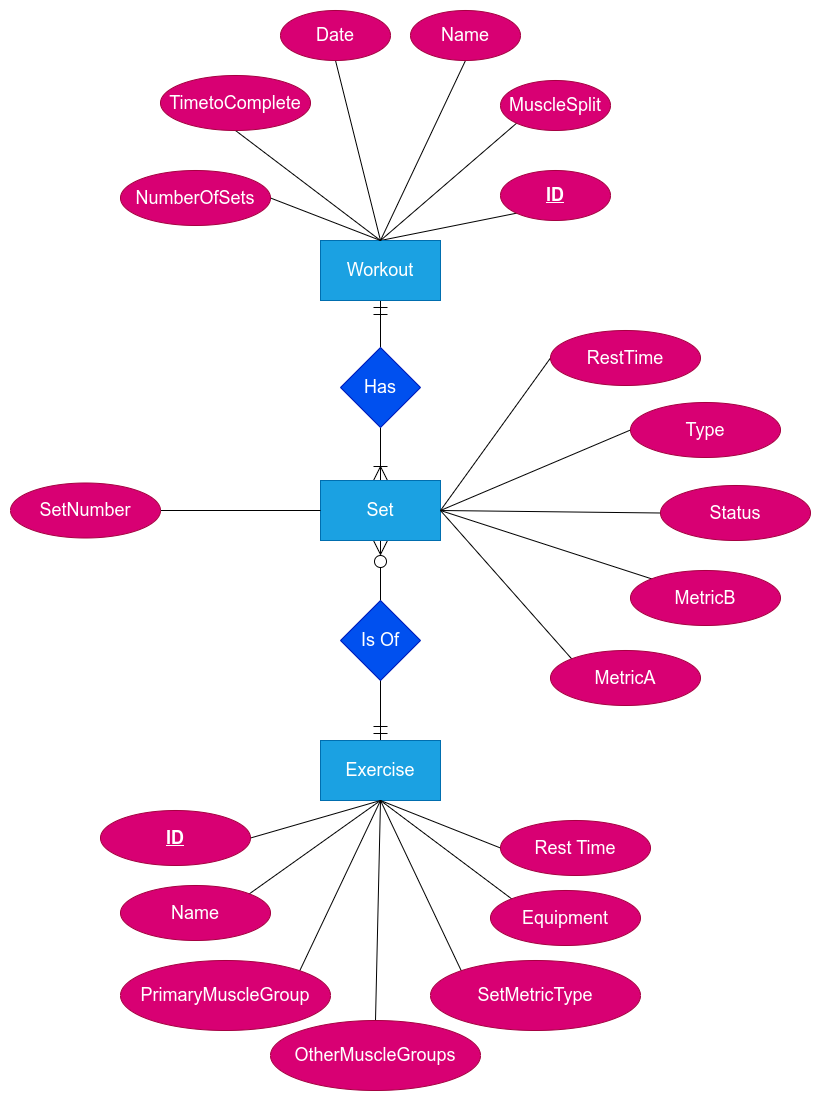 Date
Name
TimetoComplete
MuscleSplit
NumberOfSets
ID
Workout
RestTime
Has
Type
SetNumber
Set
Status
MetricB
Is Of
MetricA
Exercise
ID
Rest Time
Name
Equipment
PrimaryMuscleGroup
SetMetricType
OtherMuscleGroups